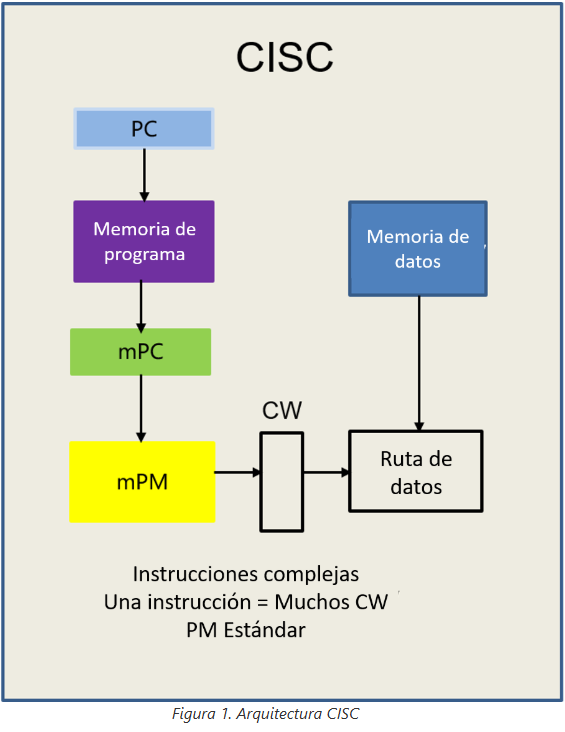 CISC
PC
Memoria de
programa
Memoria de
datos
mPC
CW
mPM
Ruta de
datos
Instrucciones complejas
Una instrucción = Muchos CW
PM Estándar
Figura 1. Arquitectura CISC